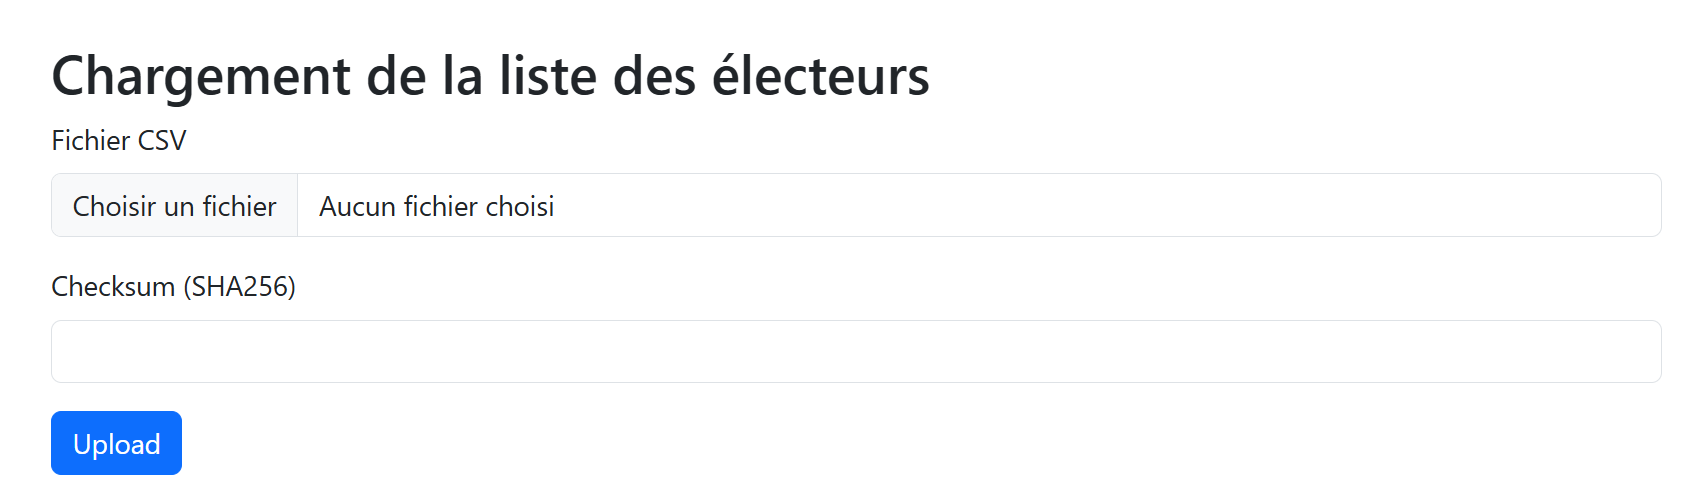 Chargement de la liste des électeurs
Fichier CSV
Choisir un fichier Aucun fichier choisi
Checksum (SHA256)
Upload